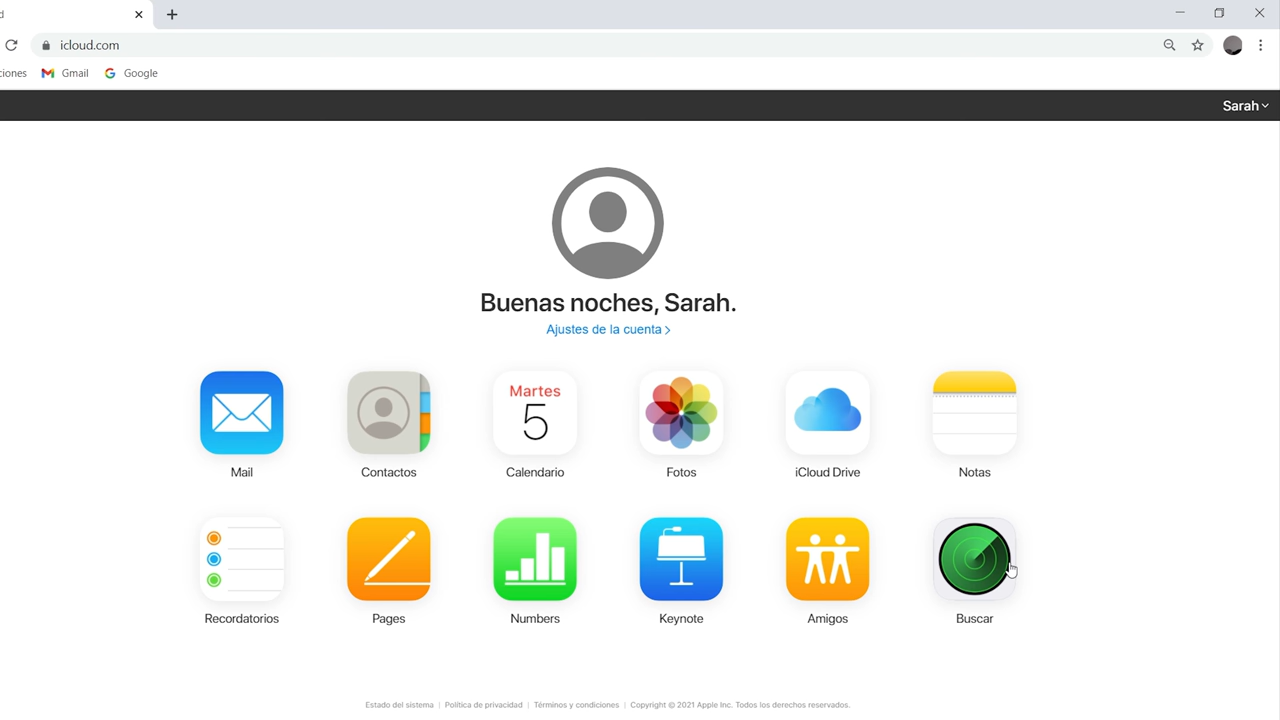 d
icloud.com
ciones Gmail Google
Sarah
Buenas noches, Sarah.
Ajustes de la cuenta >
Martes
5
Mail Contactos Calendario Fotos iCloud Drive Notas
Recordatorios Pages Numbers Keynote Amigos Buscar
Estado del sistema | Política de privacidad | Términos y condiciones | Copyright © 2021 Apple Inc. Todos los derechos reservados.